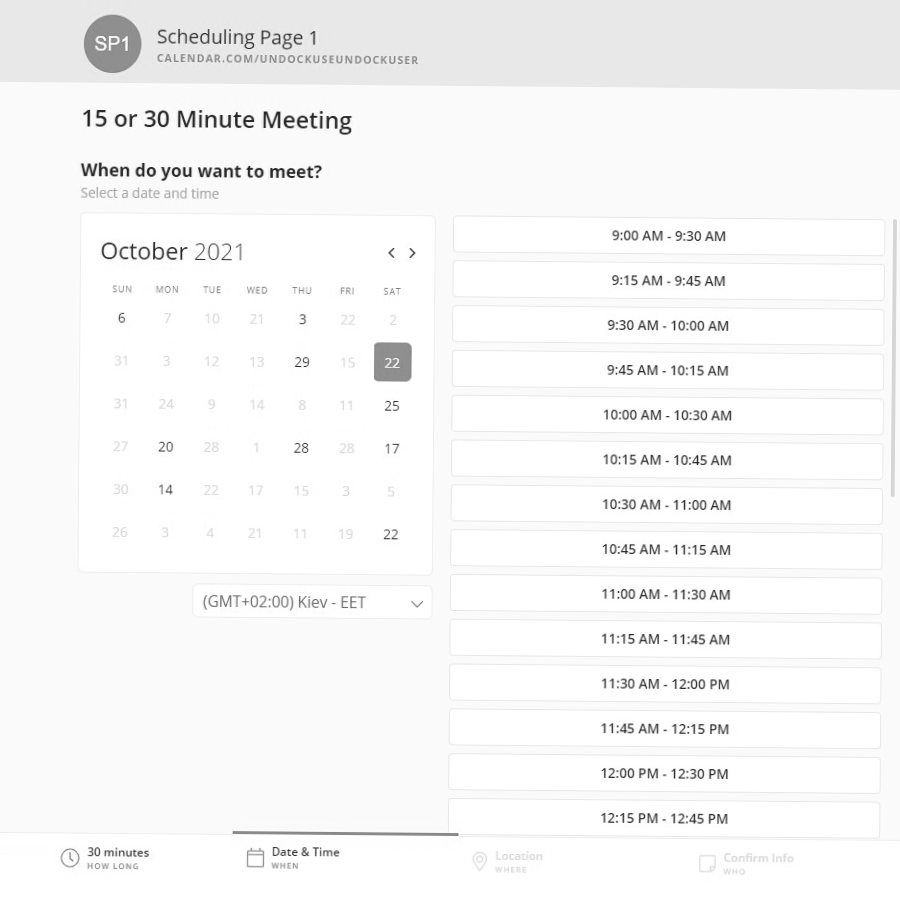 SP1
Scheduling Page 1
CALENDAR.COM/UNDOCKUSEUNDOCKUSER
15 or 30 Minute Meeting
When do you want to meet?
Select a date and time
October 2021
SUN MON TUE WED THU FRI SAT
6 7 10 21 3 22 2
31 3 12 13 29 15 22
31 24 9 14 8 11 25
27 20 28 1 28 28 17
30 14 22 17 15 3 5
26 3 4 21 11 19 22
(GMT+02:00) Kiev - EET
9:00 AM - 9:30 AM
9:15 AM - 9:45 AM
9:30 AM - 10:00 AM
9:45 AM - 10:15 AM
10:00 AM - 10:30 AM
10:15 AM - 10:45 AM
10:30 AM - 11:00 AM
10:45 AM - 11:15 AM
11:00 AM - 11:30 AM
11:15 AM - 11:45 AM
11:30 AM - 12:00 PM
11:45 AM - 12:15 PM
12:00 PM - 12:30 PM
12:15 PM - 12:45 PM
30 minutes
HOW LONG
Date & Time
WHEN
Location
WHERE
Confirm Info
WHO